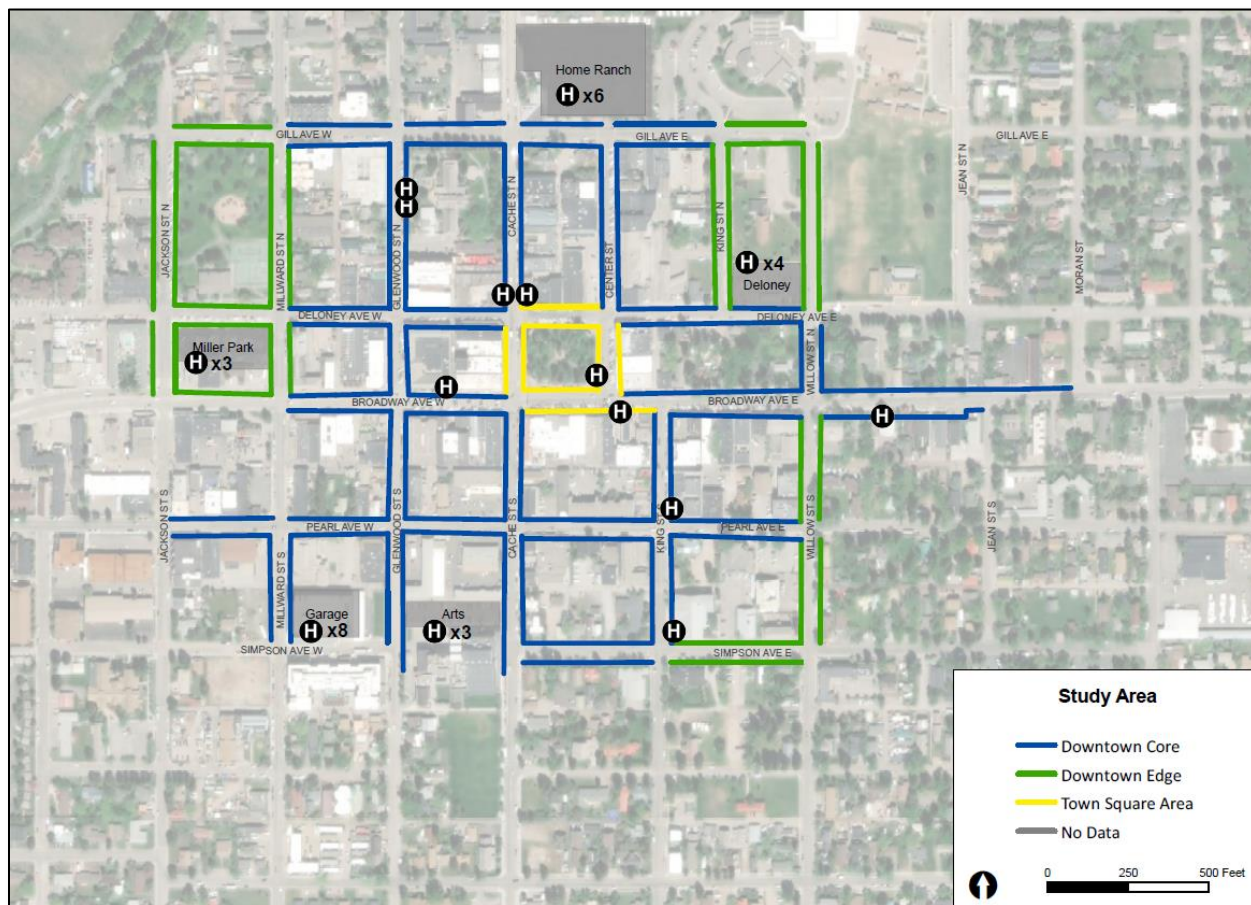 Home Ranch
H x6
GILL AVE W
GILL AVE E
GILL AVE E
JACKSON ST N
MILLWARD ST N
GLENWOOD ST N
H
H
CACHE ST N
CENTER ST
KING ST N
JEAN ST N
MORAN ST
H x4
Deloney
H H
DELONEY AVE W
DELONEY AVE E
Miller Park
H x3
WILLOW ST N
H
H
BROADWAY AVE W
BROADWAY AVE E
H
H
JACKSON ST S
GLENWOOD ST S
CACHE ST S
H
KING ST
WILLOW ST S
JEAN ST S
PEARL AVE W
PEARL AVE E
MILLWARD ST S
Garage
H x8
Arts
H x3
H
SIMPSON AVE W
SIMPSON AVE E
Study Area
Downtown Core
Downtown Edge
Town Square Area
No Data
0 250 500 Feet